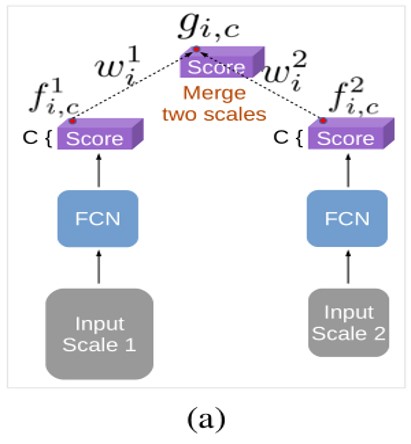 g_{i,c}
w_i^1
Score
w_i^2
f_{i,c}^1
Merge
two scales
f_{i,c}^2
C {
Score
C {
Score
FCN
FCN
Input
Scale 1
Input
Scale 2
(a)